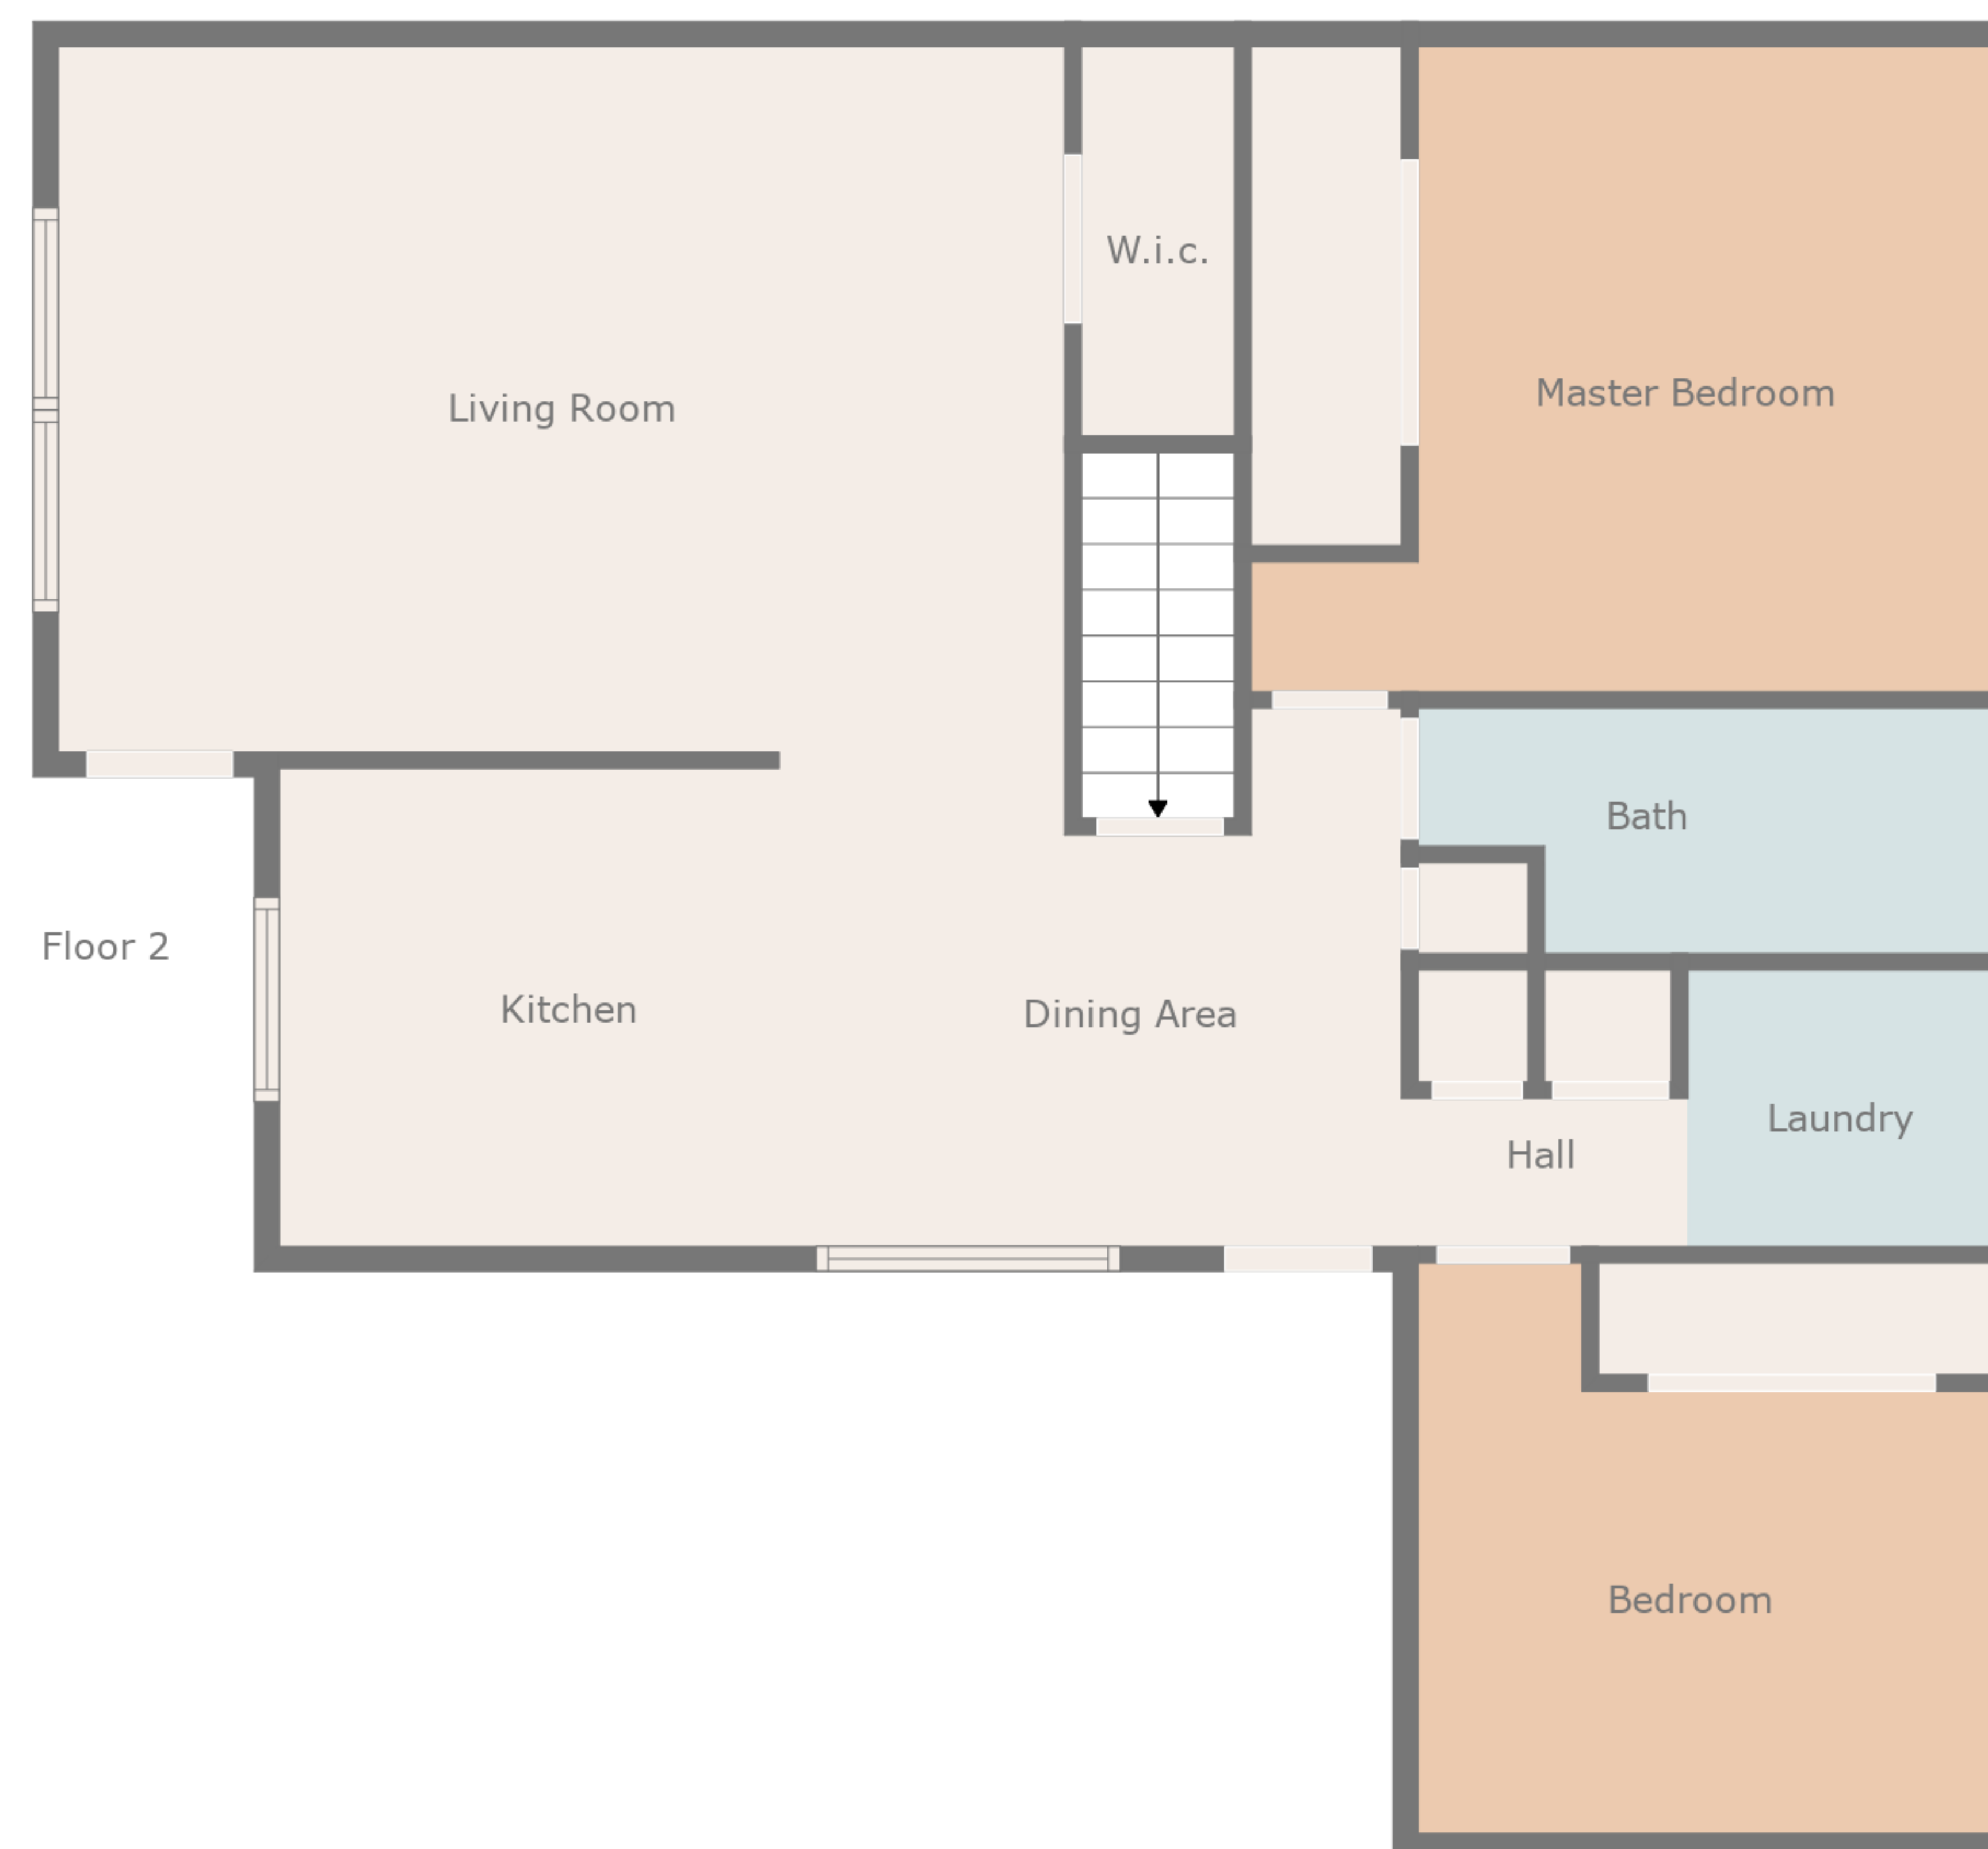 W.i.c.
Living Room
Master Bedroom
Bath
Floor 2
Kitchen
Dining Area
Laundry
Hall
Bedroom